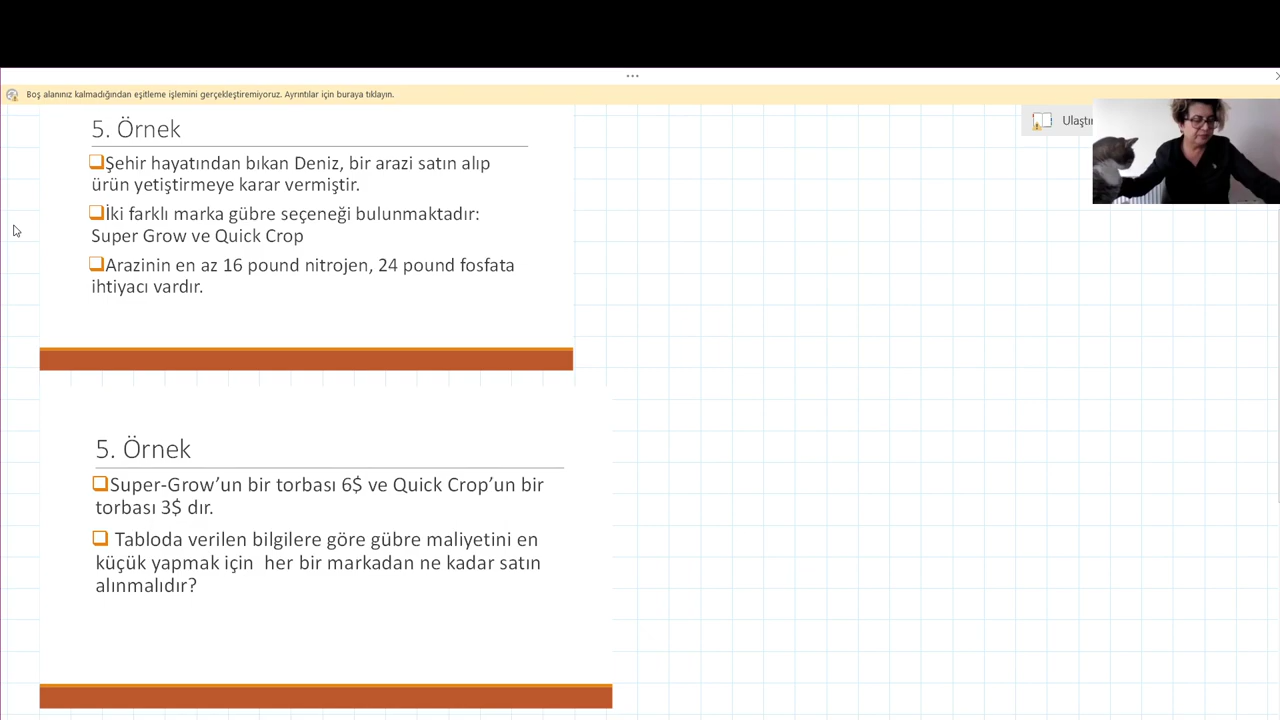 Boş alanınız kalmadığından eşitleme işlemini gerçekleştiremiyoruz. Ayrıntılar için buraya tıklayın.
5. Örnek
Ulaştır
Şehir hayatından bıkan Deniz, bir arazi satın alıp
ürün yetiştirmeye karar vermiştir.
İki farklı marka gübre seçeneği bulunmaktadır:
Super Grow ve Quick Crop
Arazinin en az 16 pound nitrojen, 24 pound fosfata
ihtiyacı vardır.
5. Örnek
Super-Grow’un bir torbası 6$ ve Quick Crop’un bir
torbası 3$ dır.
Tabloda verilen bilgilere göre gübre maliyetini en
küçük yapmak için her bir markadan ne kadar satın
alınmalıdır?